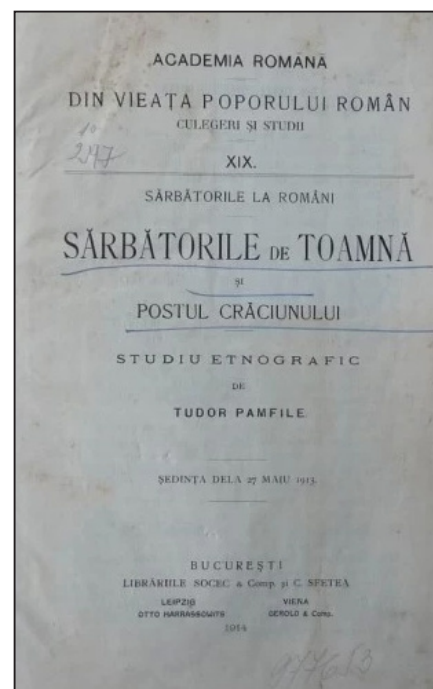 ACADEMIA ROMÂNĂ
DIN VIEAȚA POPORULUI ROMÂN
CULEGERI ȘI STUDII
10
247
XIX.
SĂRBĂTORILE LA ROMÂNI
SĂRBĂTORILE DE TOAMNĂ
ȘI
POSTUL CRĂCIUNULUI
STUDIU ETNOGRAFIC
DE
TUDOR PAMFILE
ȘEDINȚA DELA 27 MAIU 1913.
BUCUREȘTI
LIBRĂRIILE SOCEC & Comp. și C. SFETEA
LEIPZIG VIENA
OTTO HARRASSOWITS GEROLD & Comp.
1914